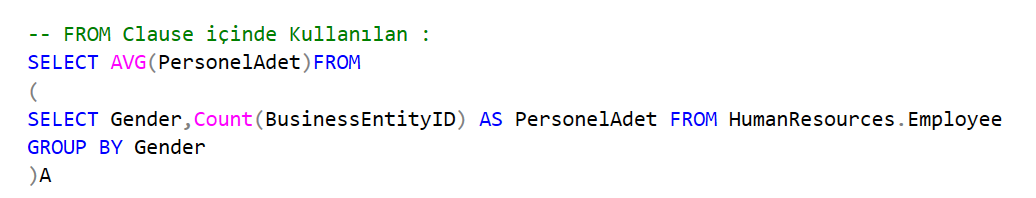 -- FROM Clause içinde Kullanılan :
SELECT AVG(PersonelAdet)FROM
(
SELECT Gender,Count(BusinessEntityID) AS PersonelAdet FROM HumanResources.Employee
GROUP BY Gender
)A